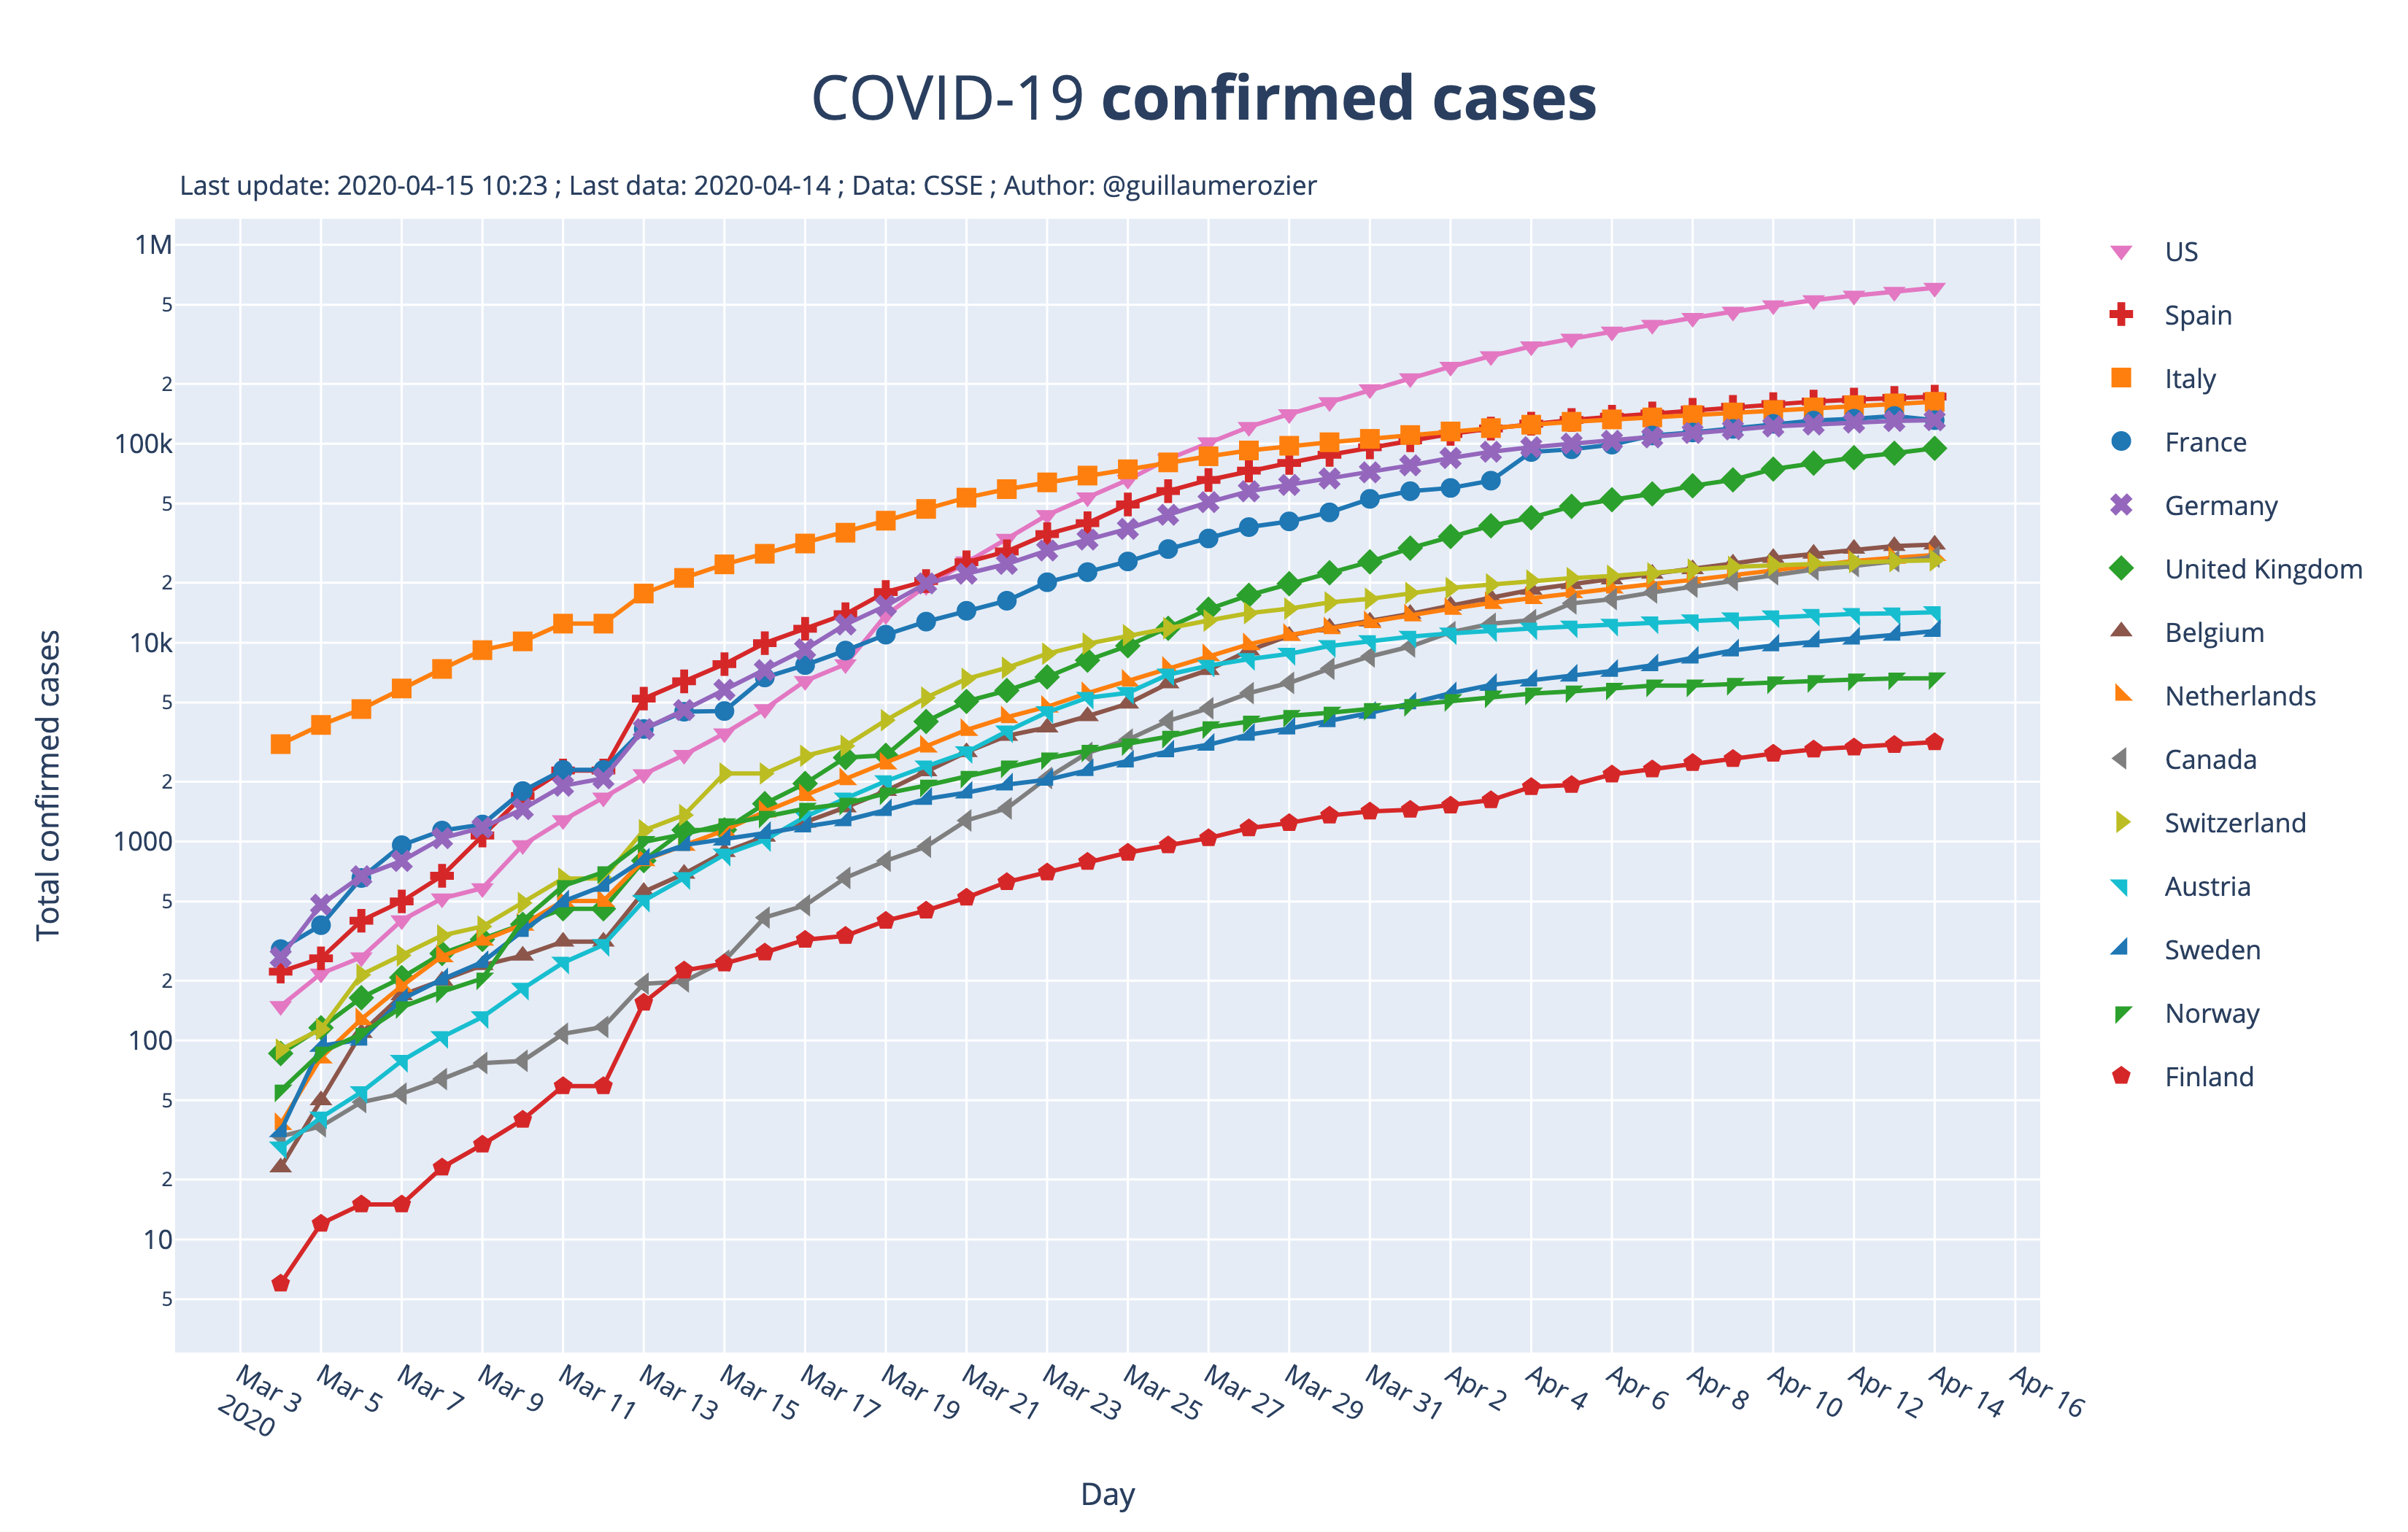 COVID-19 confirmed cases
Last update: 2020-04-15 10:23 ; Last data: 2020-04-14 ; Data: CSSE ; Author: @guillaumerozier
Total confirmed cases
1M
5
2
100k
5
2
10k
5
2
1000
5
2
100
5
2
10
5
Mar 3
2020
Mar 5
Mar 7
Mar 9
Mar 11
Mar 13
Mar 15
Mar 17
Mar 19
Mar 21
Mar 23
Mar 25
Mar 27
Mar 29
Mar 31
Apr 2
Apr 4
Apr 6
Apr 8
Apr 10
Apr 12
Apr 14
Apr 16
Day
US
Spain
Italy
France
Germany
United Kingdom
Belgium
Netherlands
Canada
Switzerland
Austria
Sweden
Norway
Finland